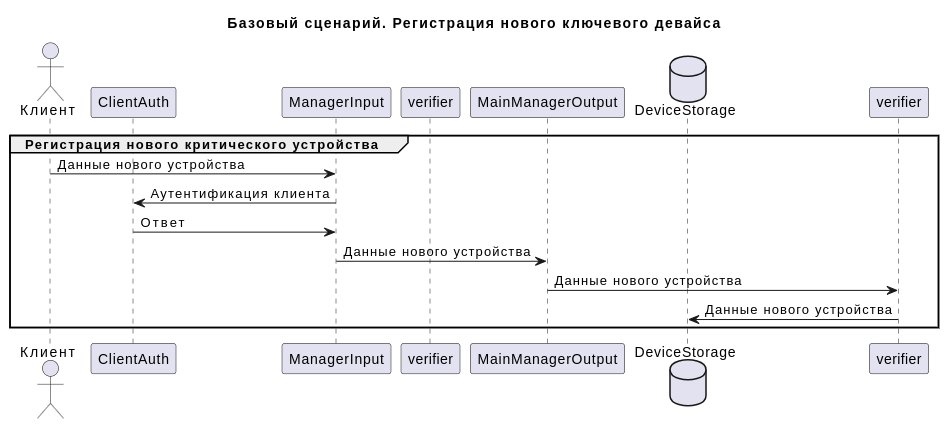 Базовый сценарий. Регистрация нового ключевого девайса
Клиент
ClientAuth
ManagerInput
verifier
MainManagerOutput
DeviceStorage
verifier
Регистрация нового критического устройства
Данные нового устройства
Аутентификация клиента
Ответ
Данные нового устройства
Данные нового устройства
Данные нового устройства
Клиент
ClientAuth
ManagerInput
verifier
MainManagerOutput
DeviceStorage
verifier